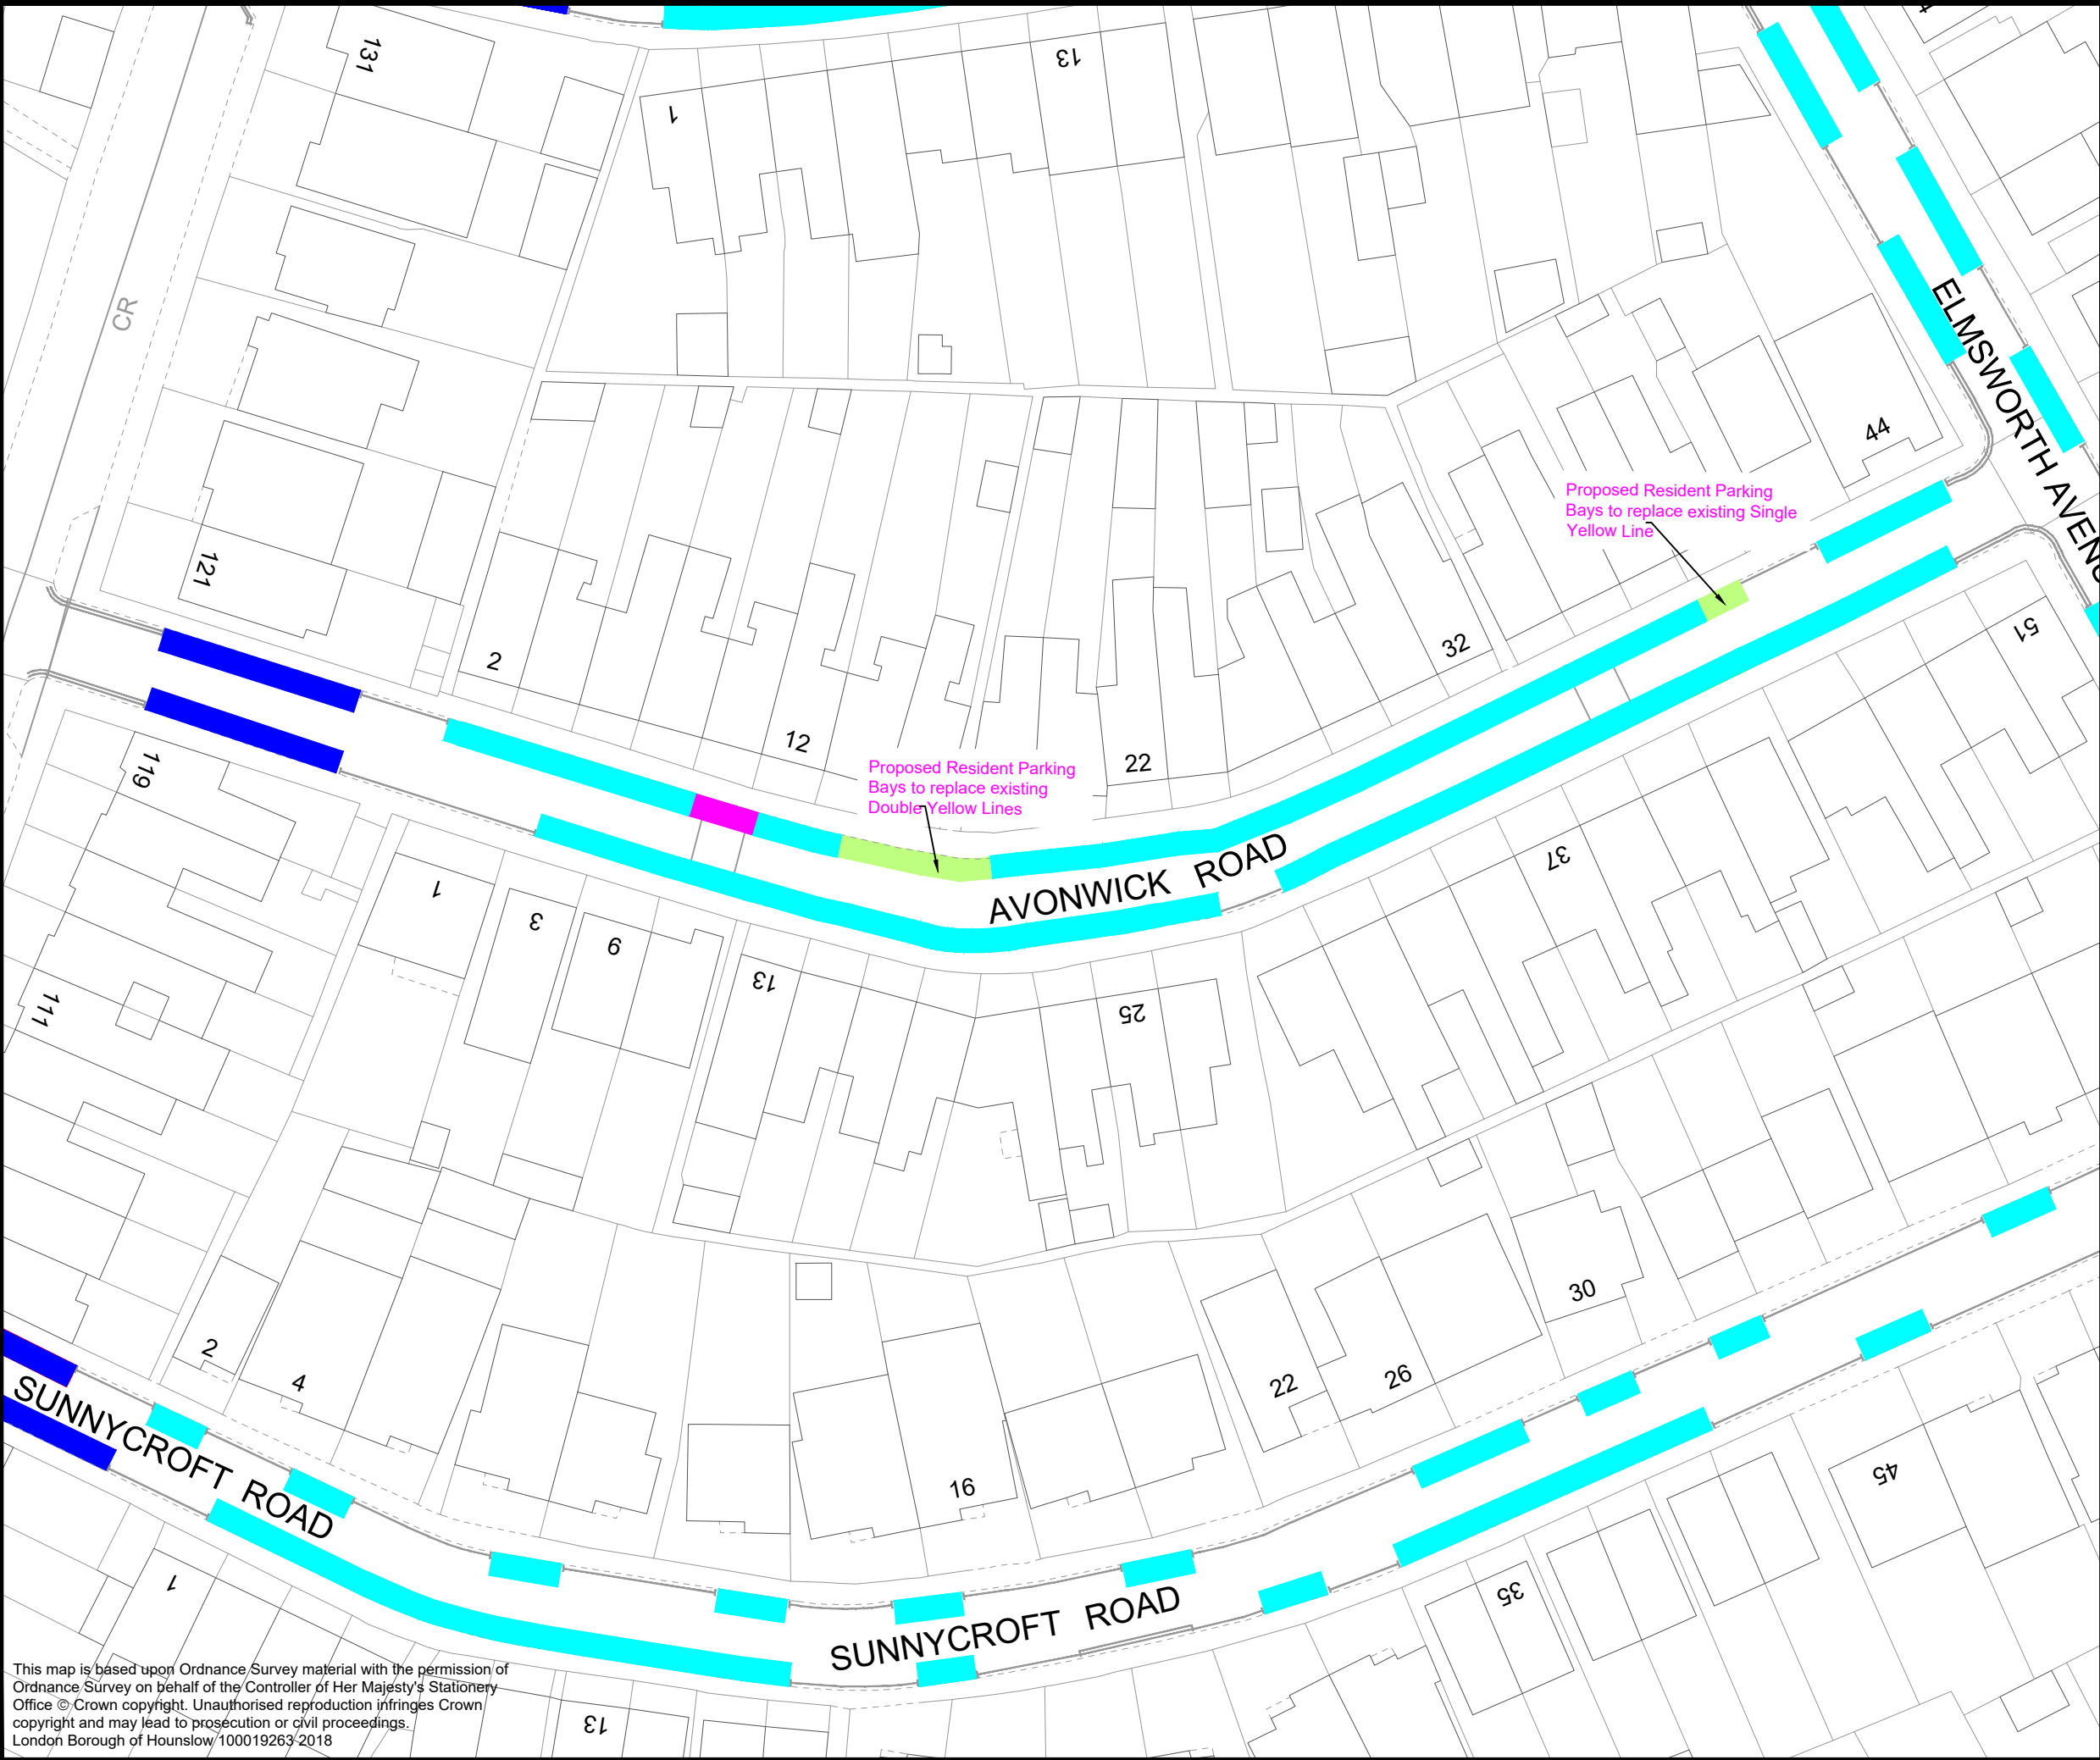 131
1
13
4
CR
ELMSWORTH AVENU
44
Proposed Resident Parking
Bays to replace existing Single
Yellow Line
121
2
32
51
12
22
119
Proposed Resident Parking
Bays to replace existing
Double Yellow Lines
AVONWICK ROAD
37
1
3
9
13
25
111
30
2
4
22
26
SUNNYCROFT ROAD
16
45
1
35
SUNNYCROFT ROAD
13
This map is based upon Ordnance Survey material with the permission of
Ordnance Survey on behalf of the Controller of Her Majesty's Stationery
Office © Crown copyright. Unauthorised reproduction infringes Crown
copyright and may lead to prosecution or civil proceedings.
London Borough of Hounslow 100019263 2018